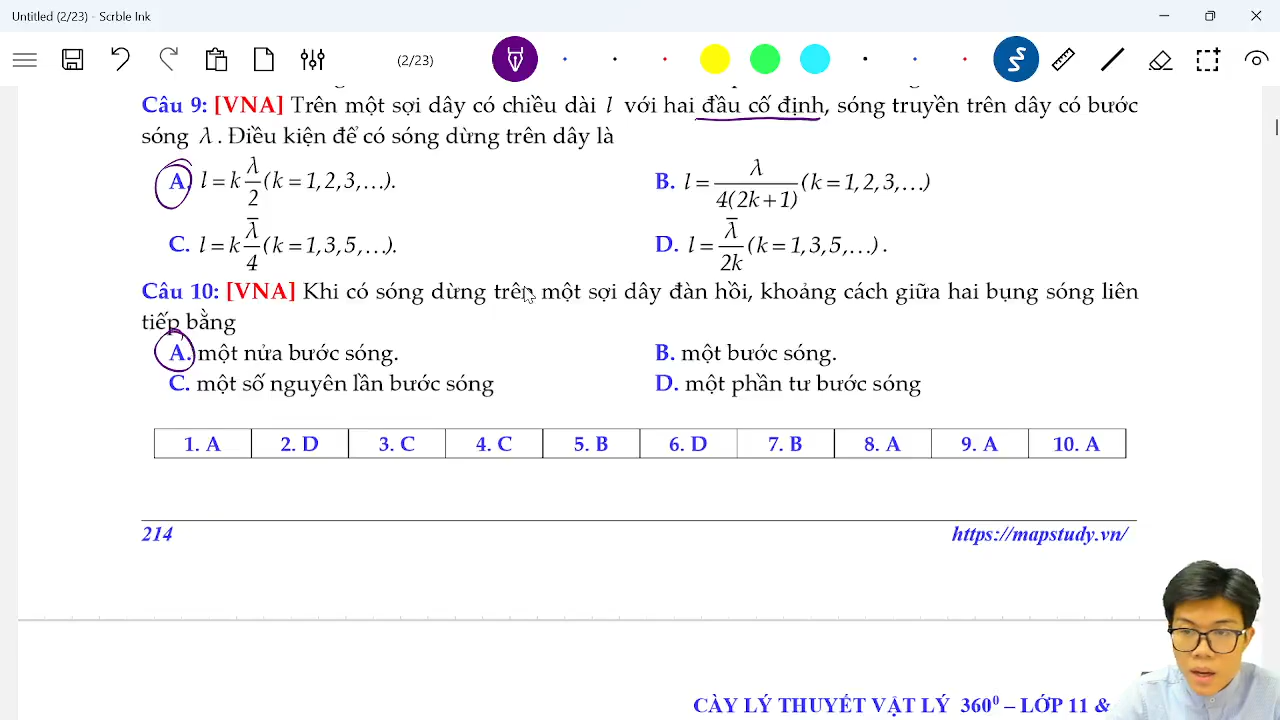 Untitled (2/23) - Scrble Ink
(2/23)
Câu 9: [VNA] Trên một sợi dây có chiều dài l với hai đầu cố định, sóng truyền trên dây có bước
sóng λ. Điều kiện để có sóng dừng trên dây là
A. l = k λ/2 (k = 1, 2, 3, ...).
B. l = λ/4(2k + 1) (k = 1, 2, 3, ...)
C. l = k λ/4 (k = 1, 3, 5, ...).
D. l = λ/2k (k = 1, 3, 5, ...).
Câu 10: [VNA] Khi có sóng dừng trên một sợi dây đàn hồi, khoảng cách giữa hai bụng sóng liên
tiếp bằng
A. một nửa bước sóng.
B. một bước sóng.
C. một số nguyên lần bước sóng
D. một phần tư bước sóng
1. A 2. D 3. C 4. C 5. B 6. D 7. B 8. A 9. A 10. A
214 https://mapstudy.vn/
CÀY LÝ THUYẾT VẬT LÝ 360⁰ – LỚP 11 &